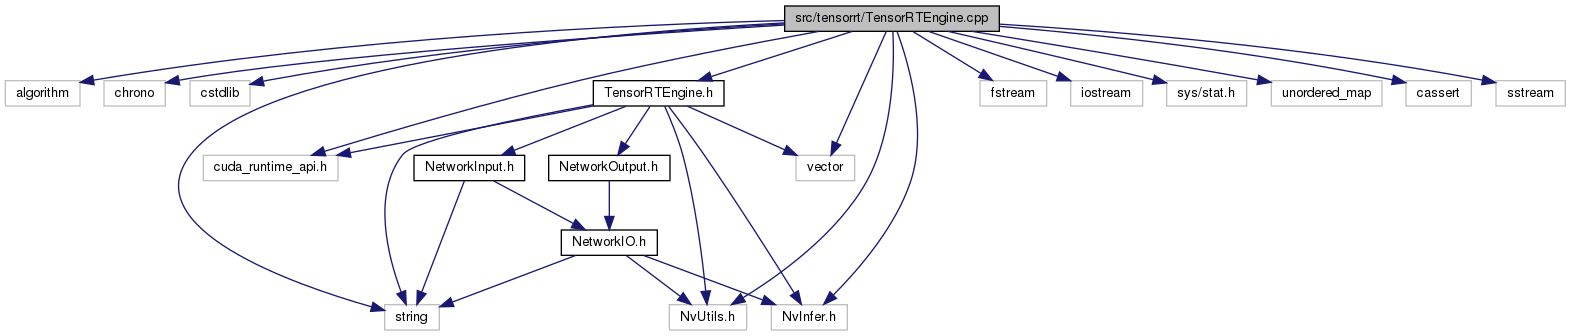 src/tensorrt/TensorRTEngine.cpp
algorithm
chrono
cstdlib
TensorRTEngine.h
fstream
iostream
sys/stat.h
unordered_map
cassert
sstream
cuda_runtime_api.h
NetworkInput.h
NetworkOutput.h
vector
NetworkIO.h
string
NvUtils.h
NvInfer.h